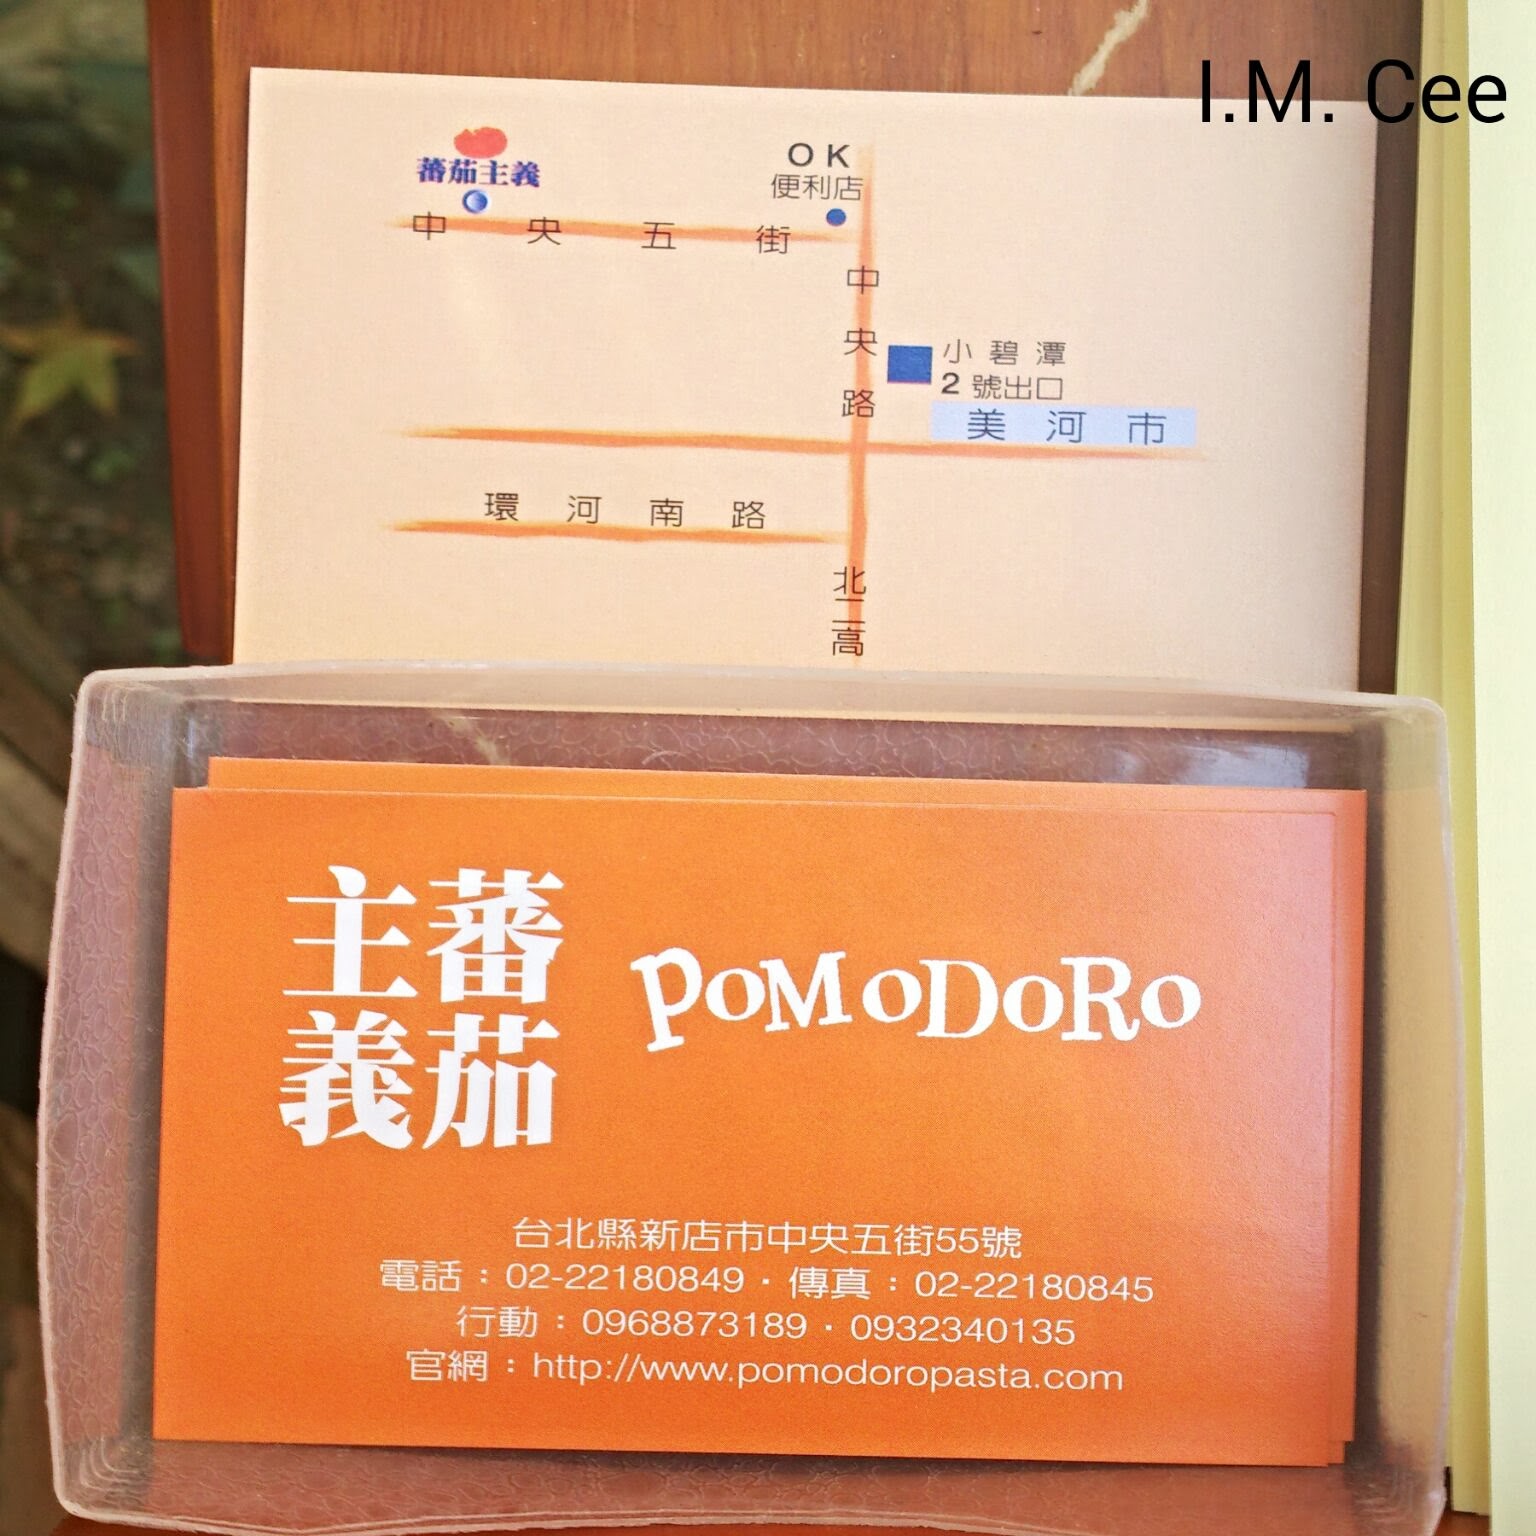 I.M. Cee
蕃茄主義
OK
便利店
中央五街
中央路
小碧潭
2號出口
美河市
環河南路
北二高
蕃茄
主義
POMODORO
台北縣新店市中央五街55號
電話：02-22180849・傳真：02-22180845
行動：0968873189・0932340135
官網：http://www.pomodoropasta.com